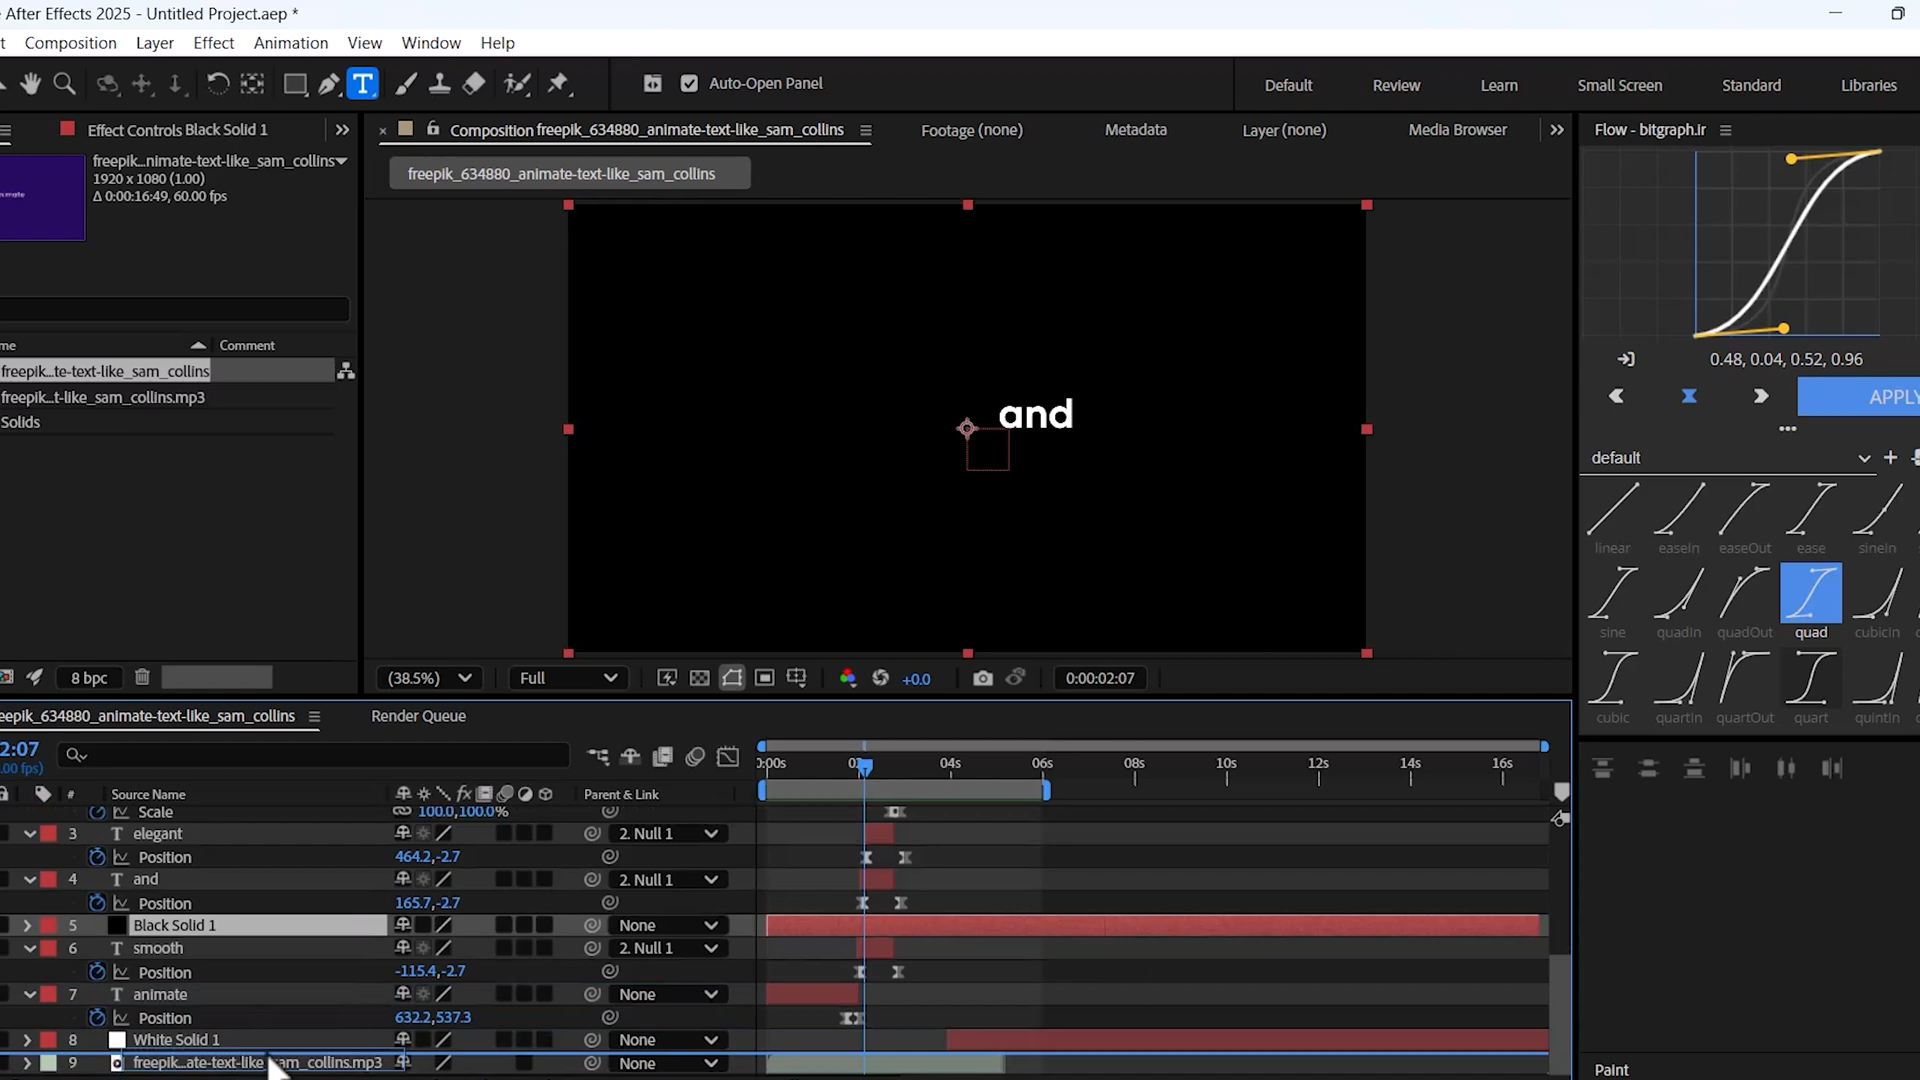 After Effects 2025 - Untitled Project.aep *
t Composition Layer Effect Animation View Window Help
T Auto-Open Panel Default Review Learn Small Screen Standard Libraries
Effect Controls Black Solid 1
Composition freepik_634880_animate-text-like_sam_collins
Footage (none) Metadata Layer (none) Media Browser
Flow - bitgraph.ir
freepik...nimate-text-like_sam_collins
1920 x 1080 (1.00)
Δ 0:00:16:49, 60.00 fps
freepik_634880_animate-text-like_sam_collins
me Comment
freepik...te-text-like_sam_collins
freepik...t-like_sam_collins.mp3
Solids
and
0.48, 0.04, 0.52, 0.96
APPLY
default
linear easeIn easeOut ease sineIn
sine quadIn quadOut quad cubicIn
cubic quartIn quartOut quart quintIn
8 bpc
(38.5%) Full +0.0 0:00:02:07
eepik_634880_animate-text-like_sam_collins Render Queue
2:07
.00 fps)
0:00s 02s 04s 06s 08s 10s 12s 14s 16s
# Source Name fx Parent & Link
Scale 100.0,100.0%
3 T elegant 2. Null 1
Position 464.2,-2.7
4 T and 2. Null 1
Position 165.7,-2.7
5 Black Solid 1 None
6 T smooth 2. Null 1
Position -115.4,-2.7
7 T animate None
Position 632.2,537.3
8 White Solid 1 None
9 freepik...ate-text-like_sam_collins.mp3 None
Paint